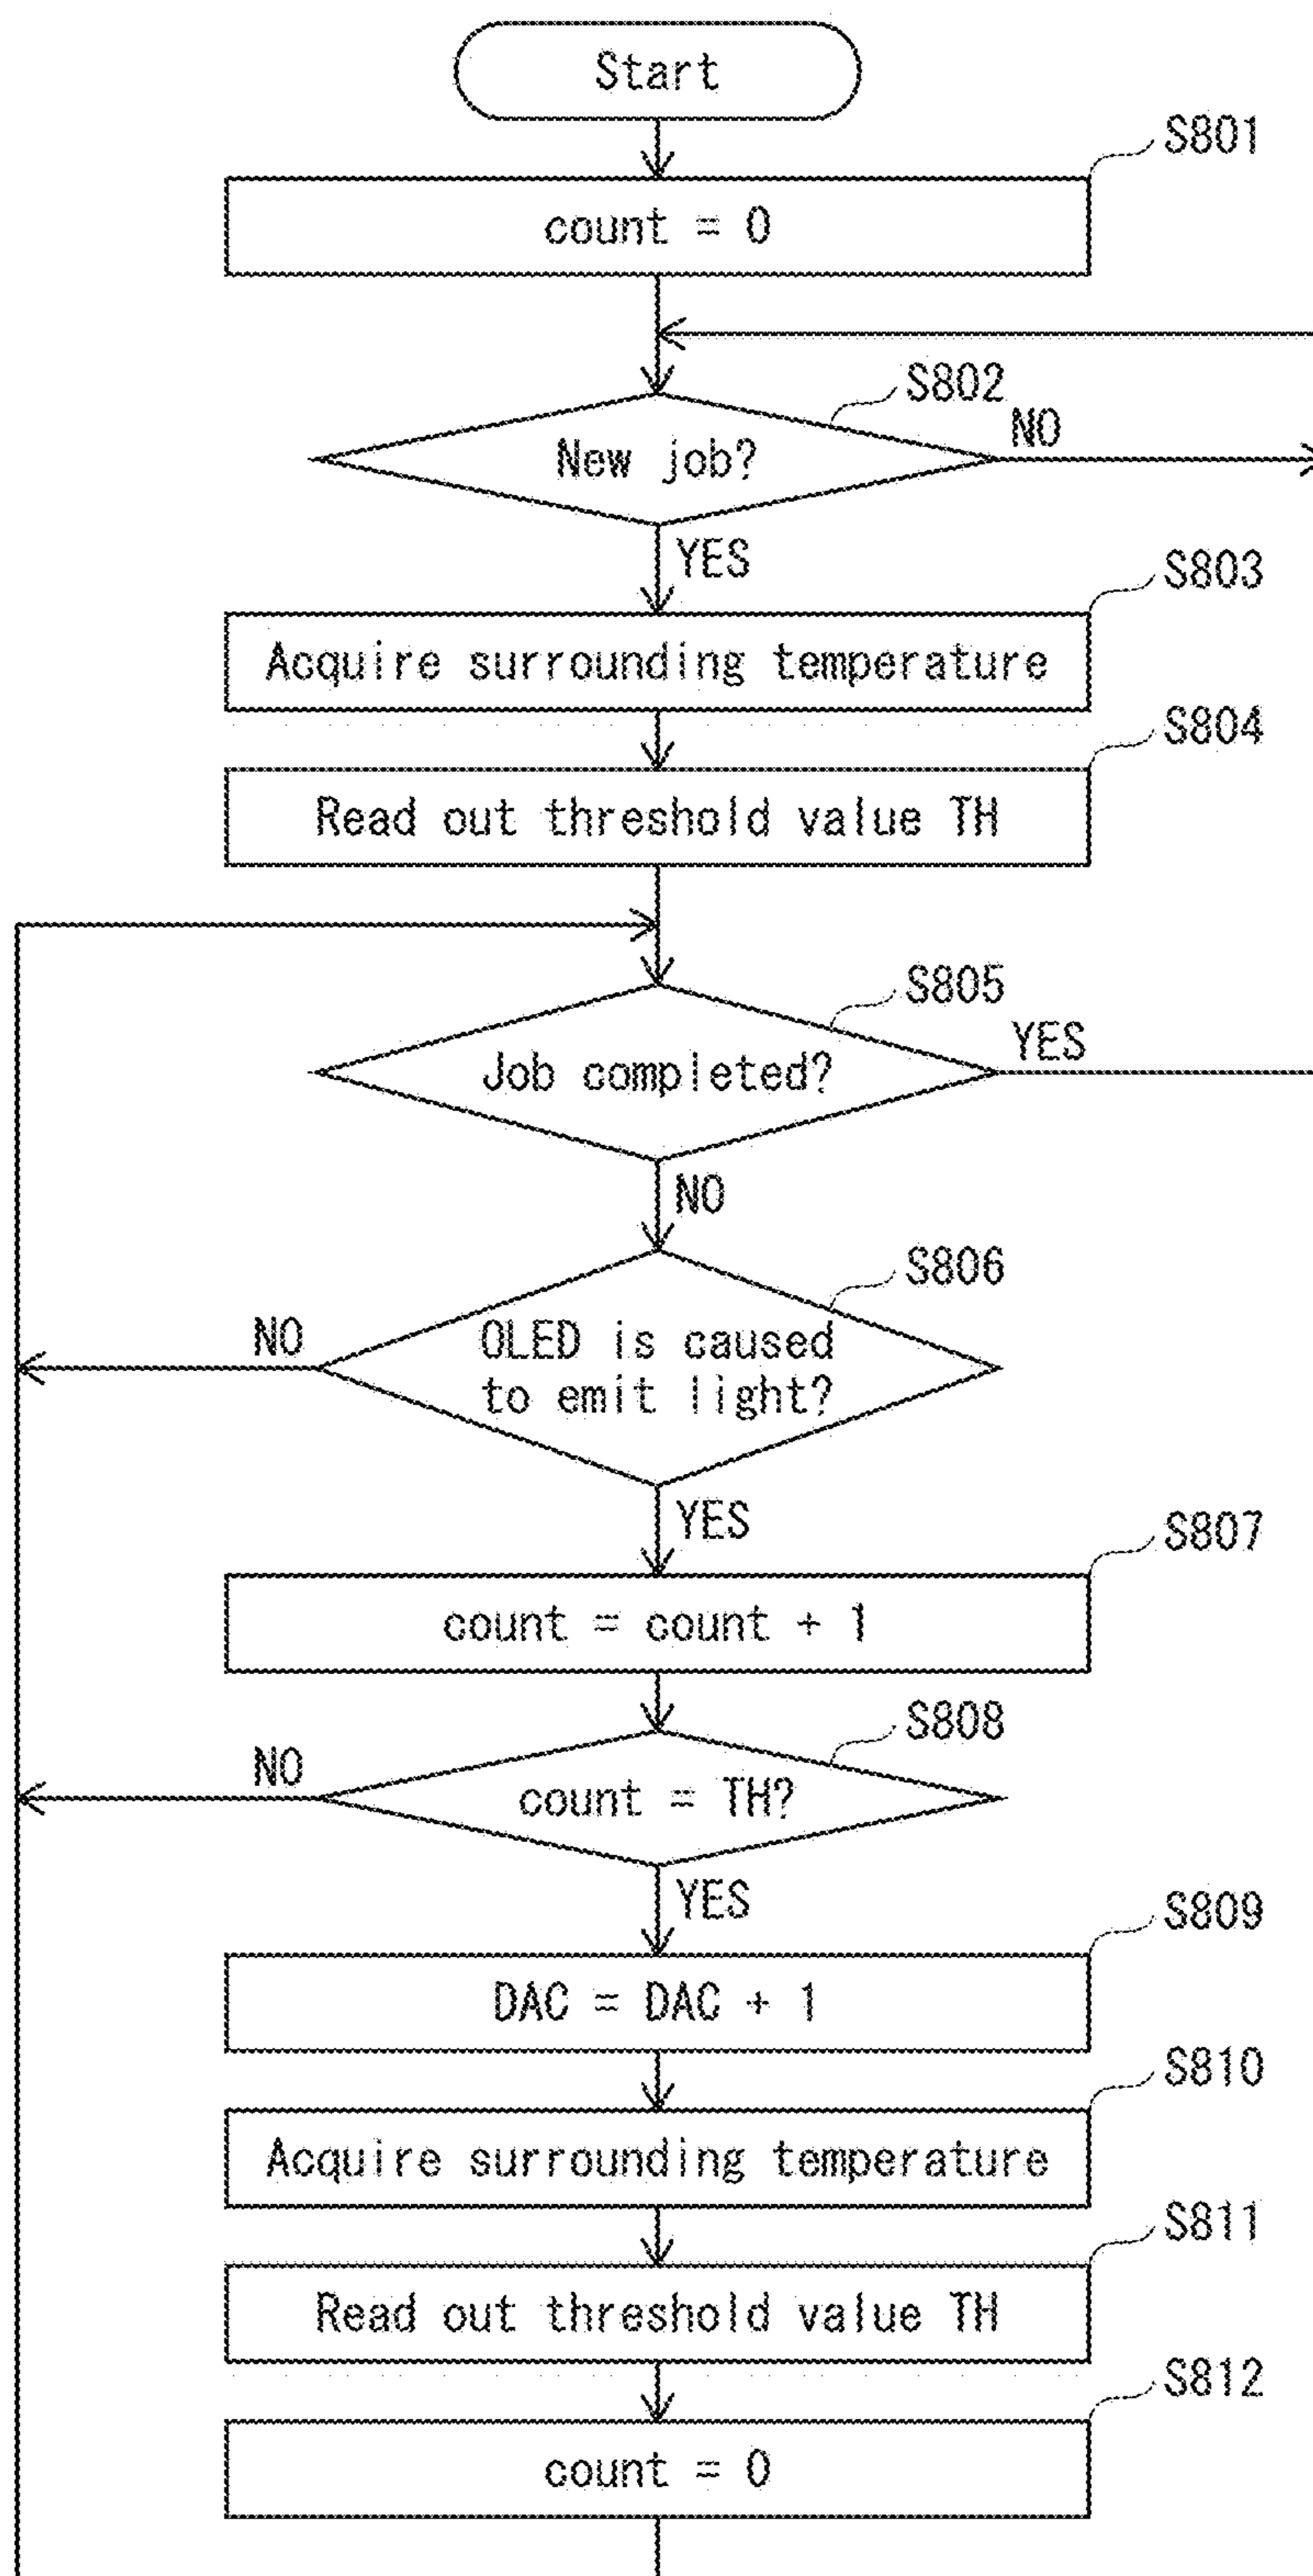 Start
S801
count = 0
S802
New job?
NO
YES
S803
Acquire surrounding temperature
S804
Read out threshold value TH
S805
Job completed?
YES
NO
S806
OLED is caused
to emit light?
NO
YES
S807
count = count + 1
S808
count = TH?
NO
YES
S809
DAC = DAC + 1
S810
Acquire surrounding temperature
S811
Read out threshold value TH
S812
count = 0